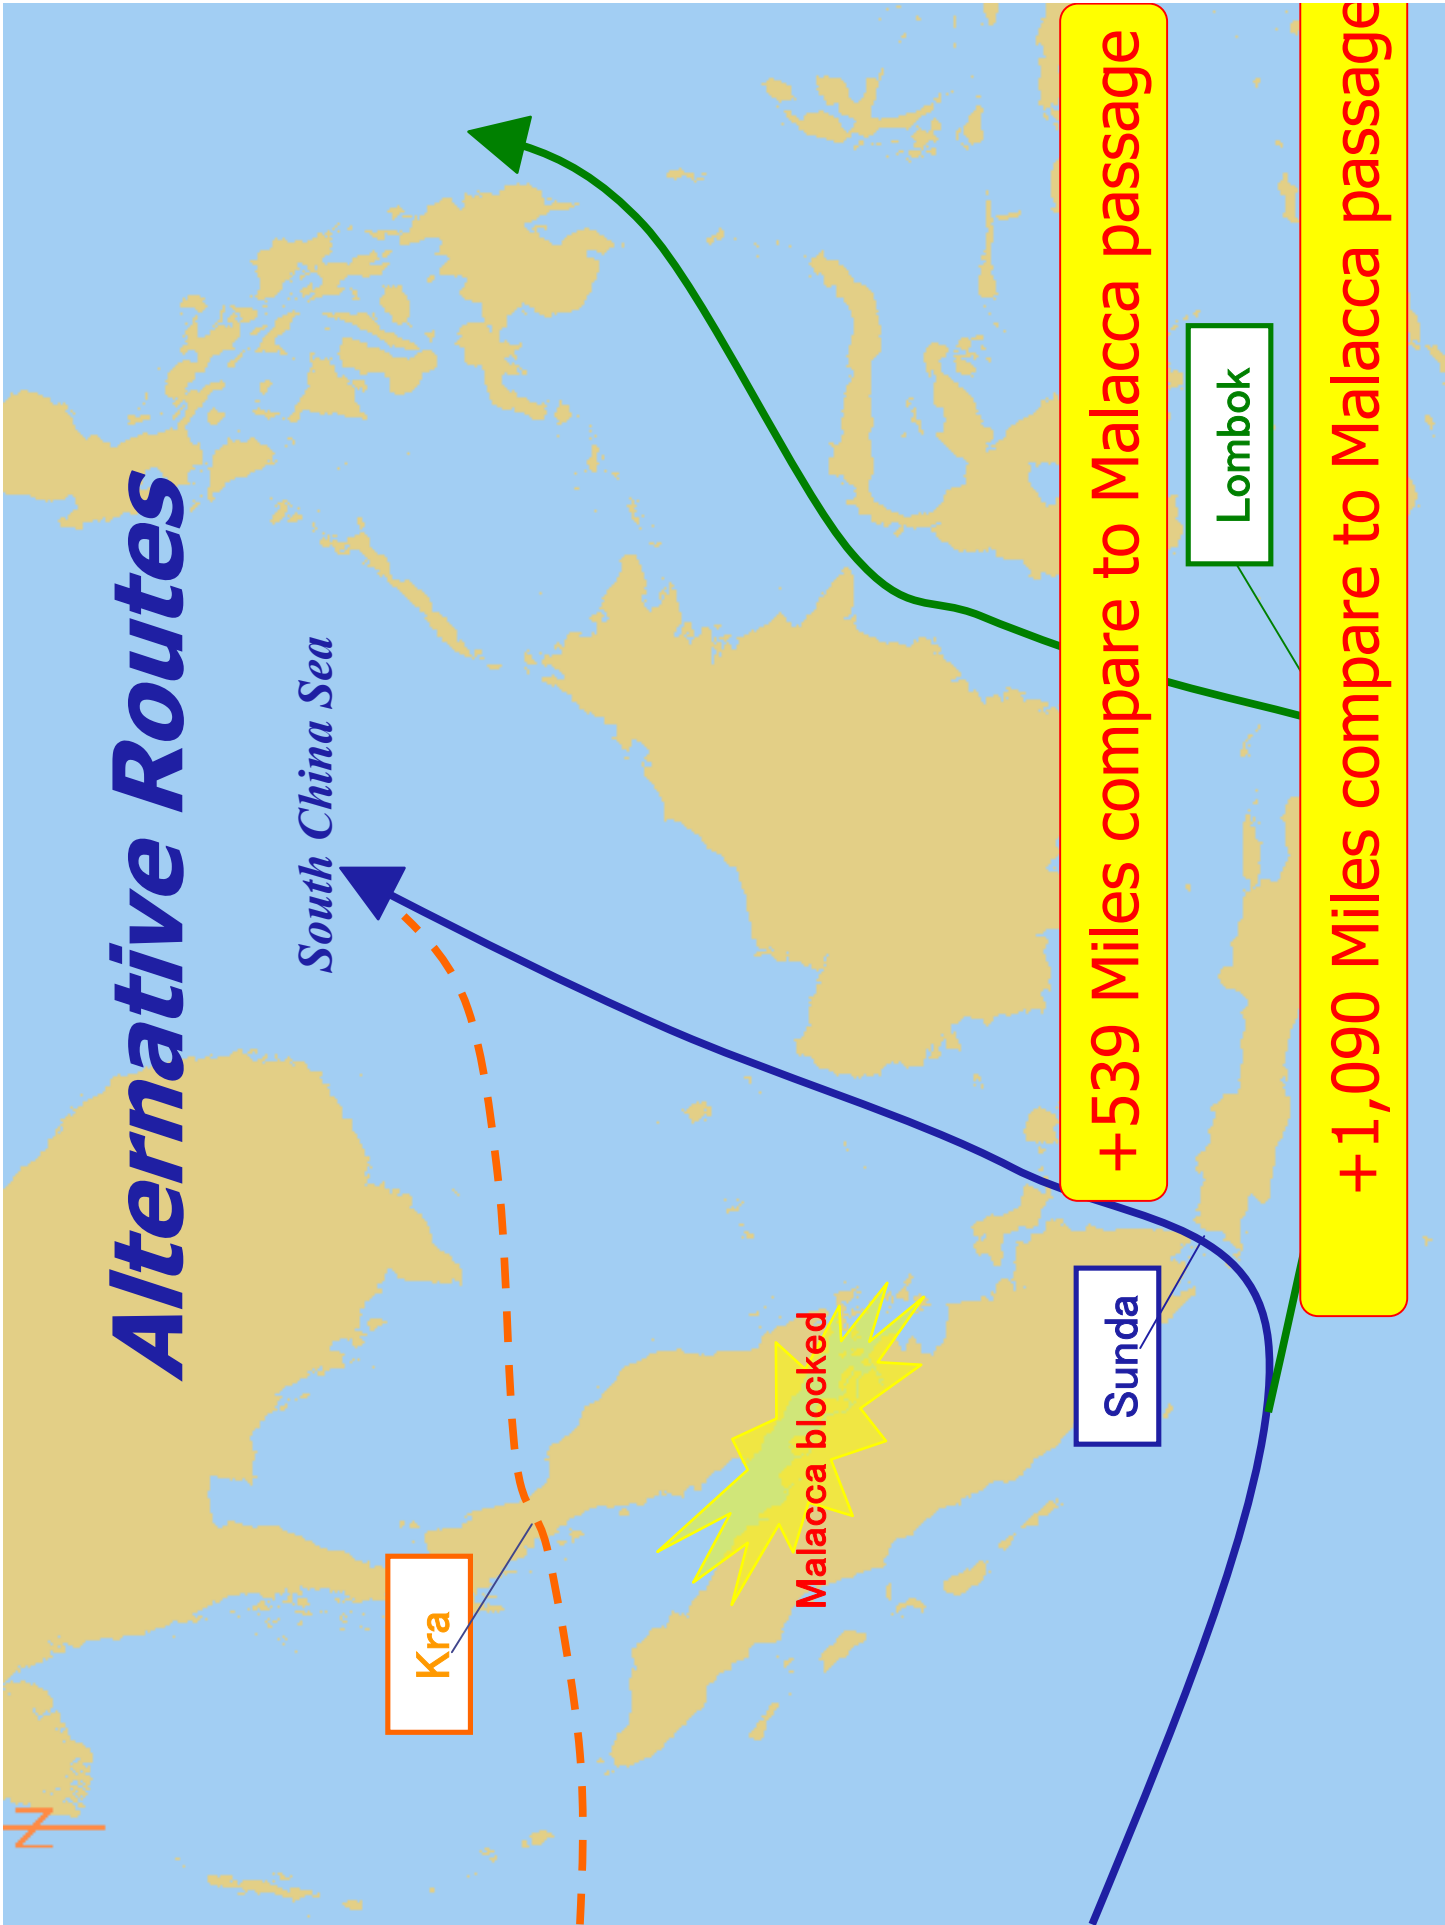 N
Alternative Routes
South China Sea
Kra
Malacca blocked
Sunda
+539 Miles compare to Malacca passage
Lombok
+1,090 Miles compare to Malacca passage